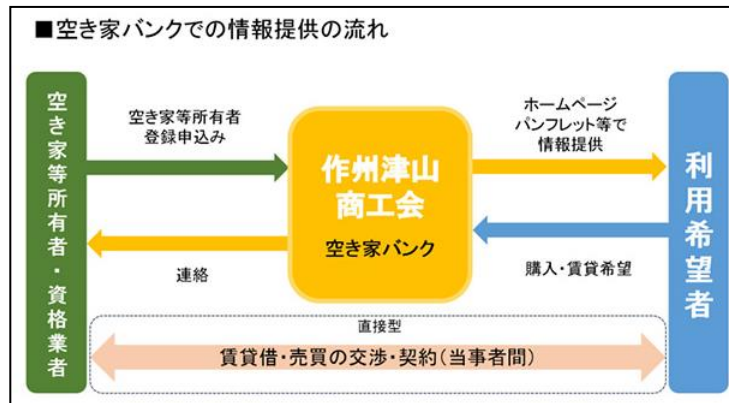 ■空き家バンクでの情報提供の流れ
空き家等所有者・資格業者
空き家等所有者
登録申込み
連絡
作州津山
商工会
空き家バンク
ホームページ
パンフレット等で
情報提供
購入・賃貸希望
利用希望者
直接型
賃貸借・売買の交渉・契約(当事者間)